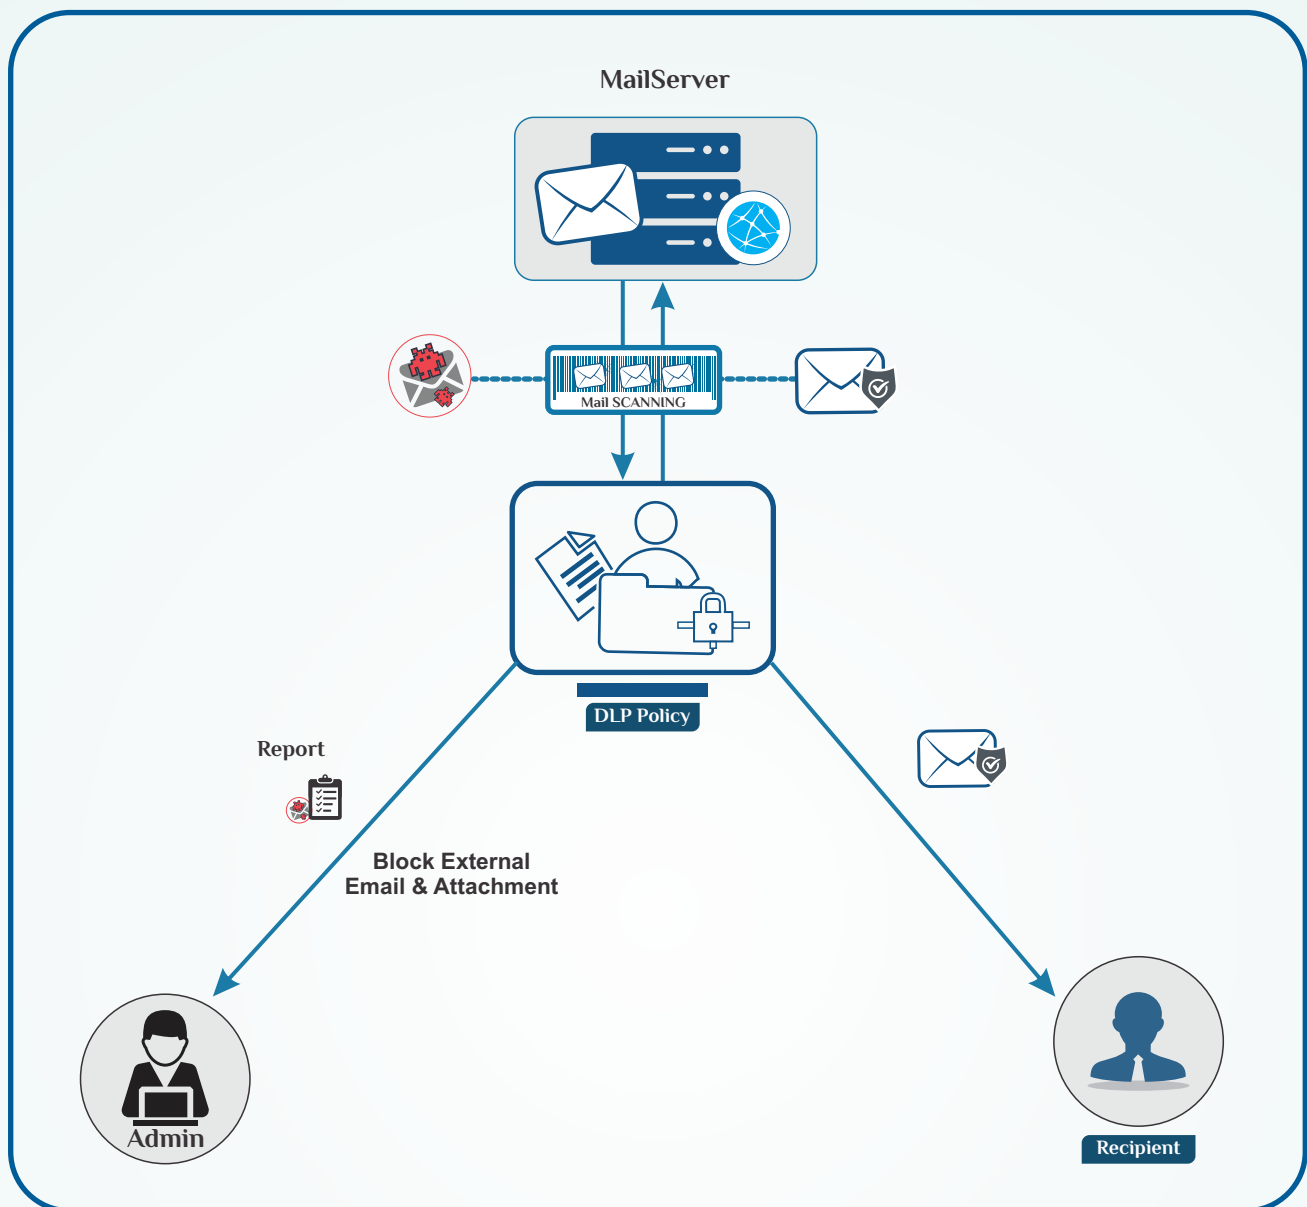 MailServer
Mail SCANNING
DLP Policy
Report
Block External
Email & Attachment
Admin
Recipient